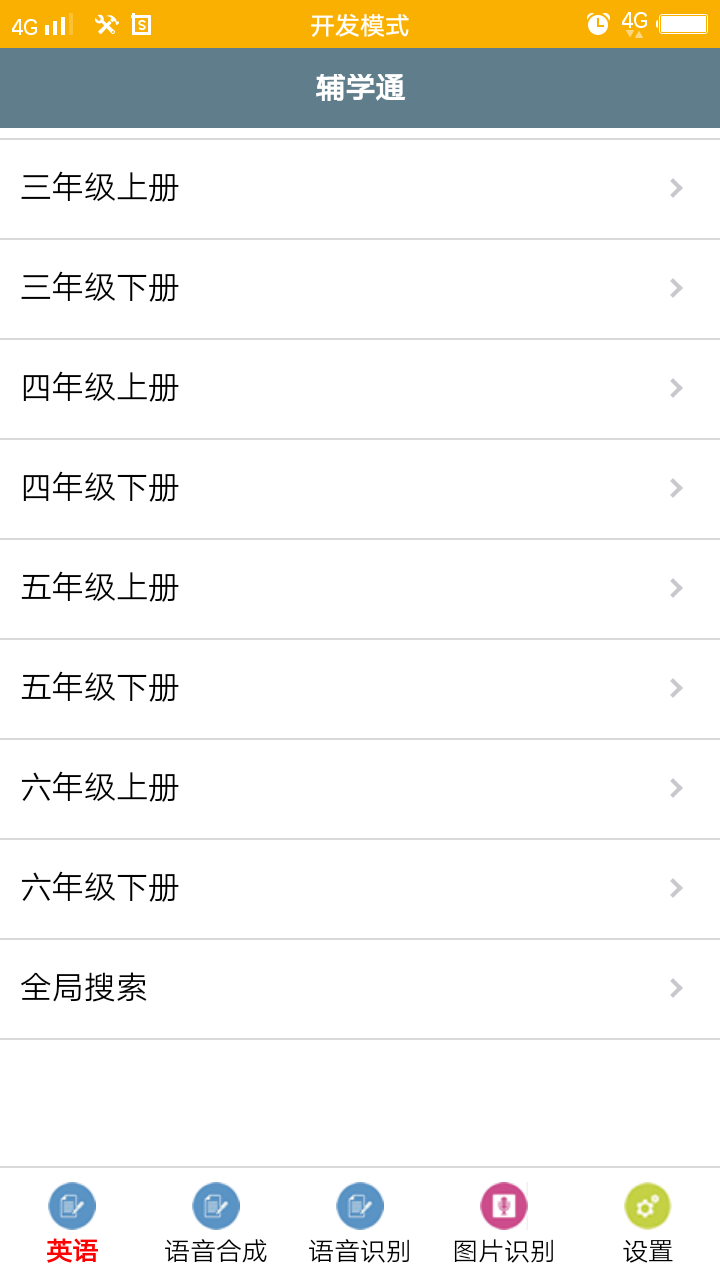 4G 开发模式 4G
辅学通
三年级上册
三年级下册
四年级上册
四年级下册
五年级上册
五年级下册
六年级上册
六年级下册
全局搜索
英语 语音合成 语音识别 图片识别 设置